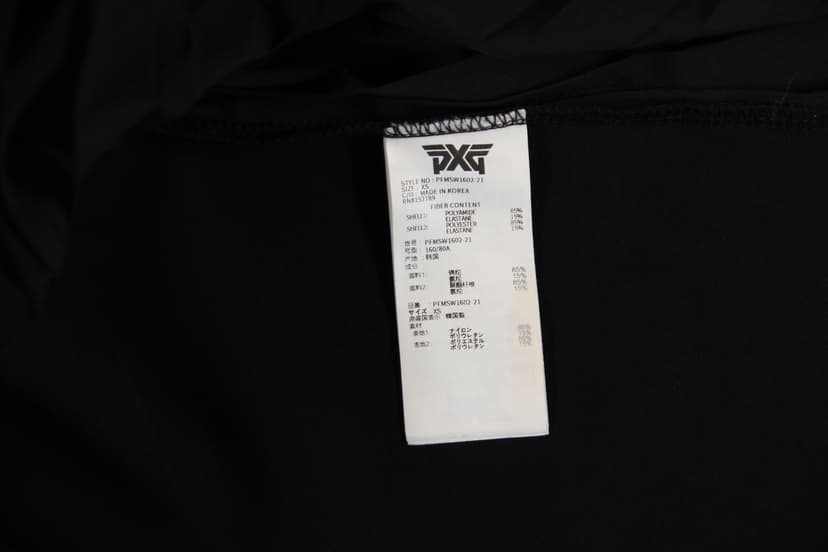 PXG
STYLE NO : PFMSW1602-21
SIZE : XS
C/O : MADE IN KOREA
RN#152789
FIBER CONTENT
SHELL1: POLYAMIDE 85%
ELASTANE 15%
SHELL2: POLYESTER 85%
ELASTANE 15%
款号 : PFMSW1602-21
号型 : 160/80A
产地 : 韩国
成分
面料1: 锦纶 85%
氨纶 15%
面料2: 聚酯纤维 85%
氨纶 15%
品番 : PFMSW1602-21
サイズ : XS
原産国表示 : 韓国製
素材
表地1: ナイロン 85%
ポリウレタン 15%
表地2: ポリエステル 85%
ポリウレタン 15%